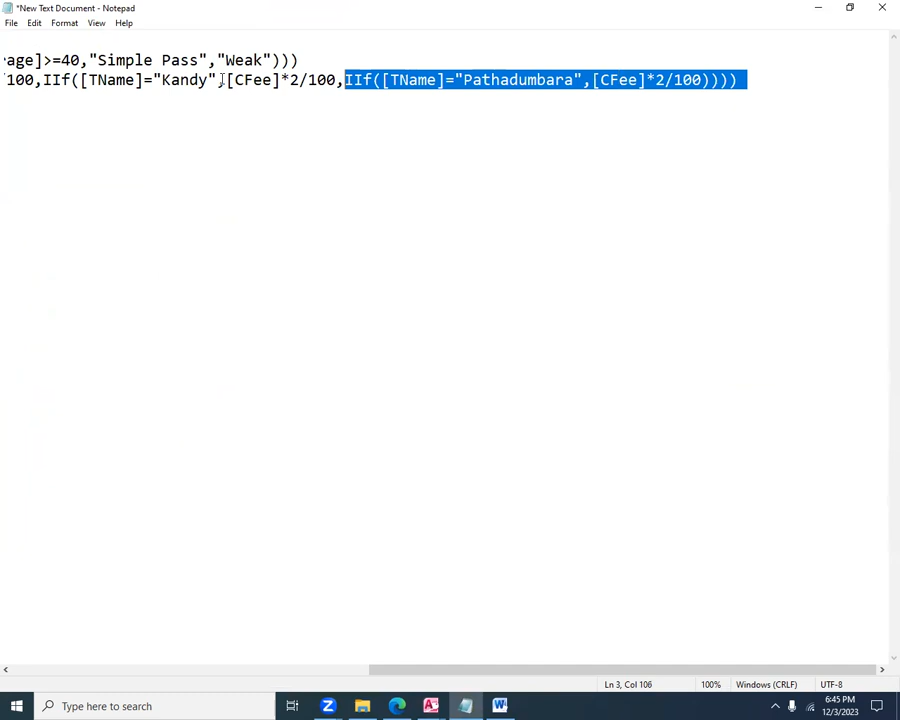 *New Text Document - Notepad
File Edit Format View Help
age]>=40,"Simple Pass","Weak")))
100,IIf([TName]="Kandy",[CFee]*2/100,IIf([TName]="Pathadumbara",[CFee]*2/100))))
Ln 3, Col 106 100% Windows (CRLF) UTF-8
Type here to search
6:45 PM
12/3/2023